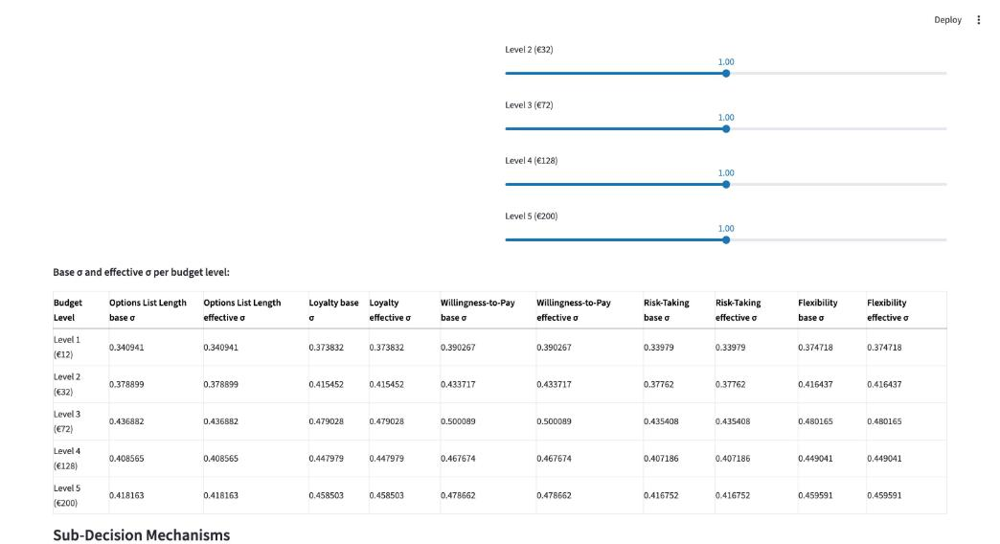 Deploy
Level 2 (€32)
1.00
Level 3 (€72)
1.00
Level 4 (€128)
1.00
Level 5 (€200)
1.00
Base σ and effective σ per budget level:
Budget Level Options List Length base σ Options List Length effective σ Loyalty base σ Loyalty effective σ Willingness-to-Pay base σ Willingness-to-Pay effective σ Risk-Taking base σ Risk-Taking effective σ Flexibility base σ Flexibility effective σ
Level 1 (€12) 0.340941 0.340941 0.373832 0.373832 0.390267 0.390267 0.33979 0.33979 0.374718 0.374718
Level 2 (€32) 0.378899 0.378899 0.415452 0.415452 0.433717 0.433717 0.37762 0.37762 0.416437 0.416437
Level 3 (€72) 0.436882 0.436882 0.479028 0.479028 0.500089 0.500089 0.435408 0.435408 0.480165 0.480165
Level 4 (€128) 0.408565 0.408565 0.447979 0.447979 0.467674 0.467674 0.407186 0.407186 0.449041 0.449041
Level 5 (€200) 0.418163 0.418163 0.458503 0.458503 0.478662 0.478662 0.416752 0.416752 0.459591 0.459591
Sub-Decision Mechanisms